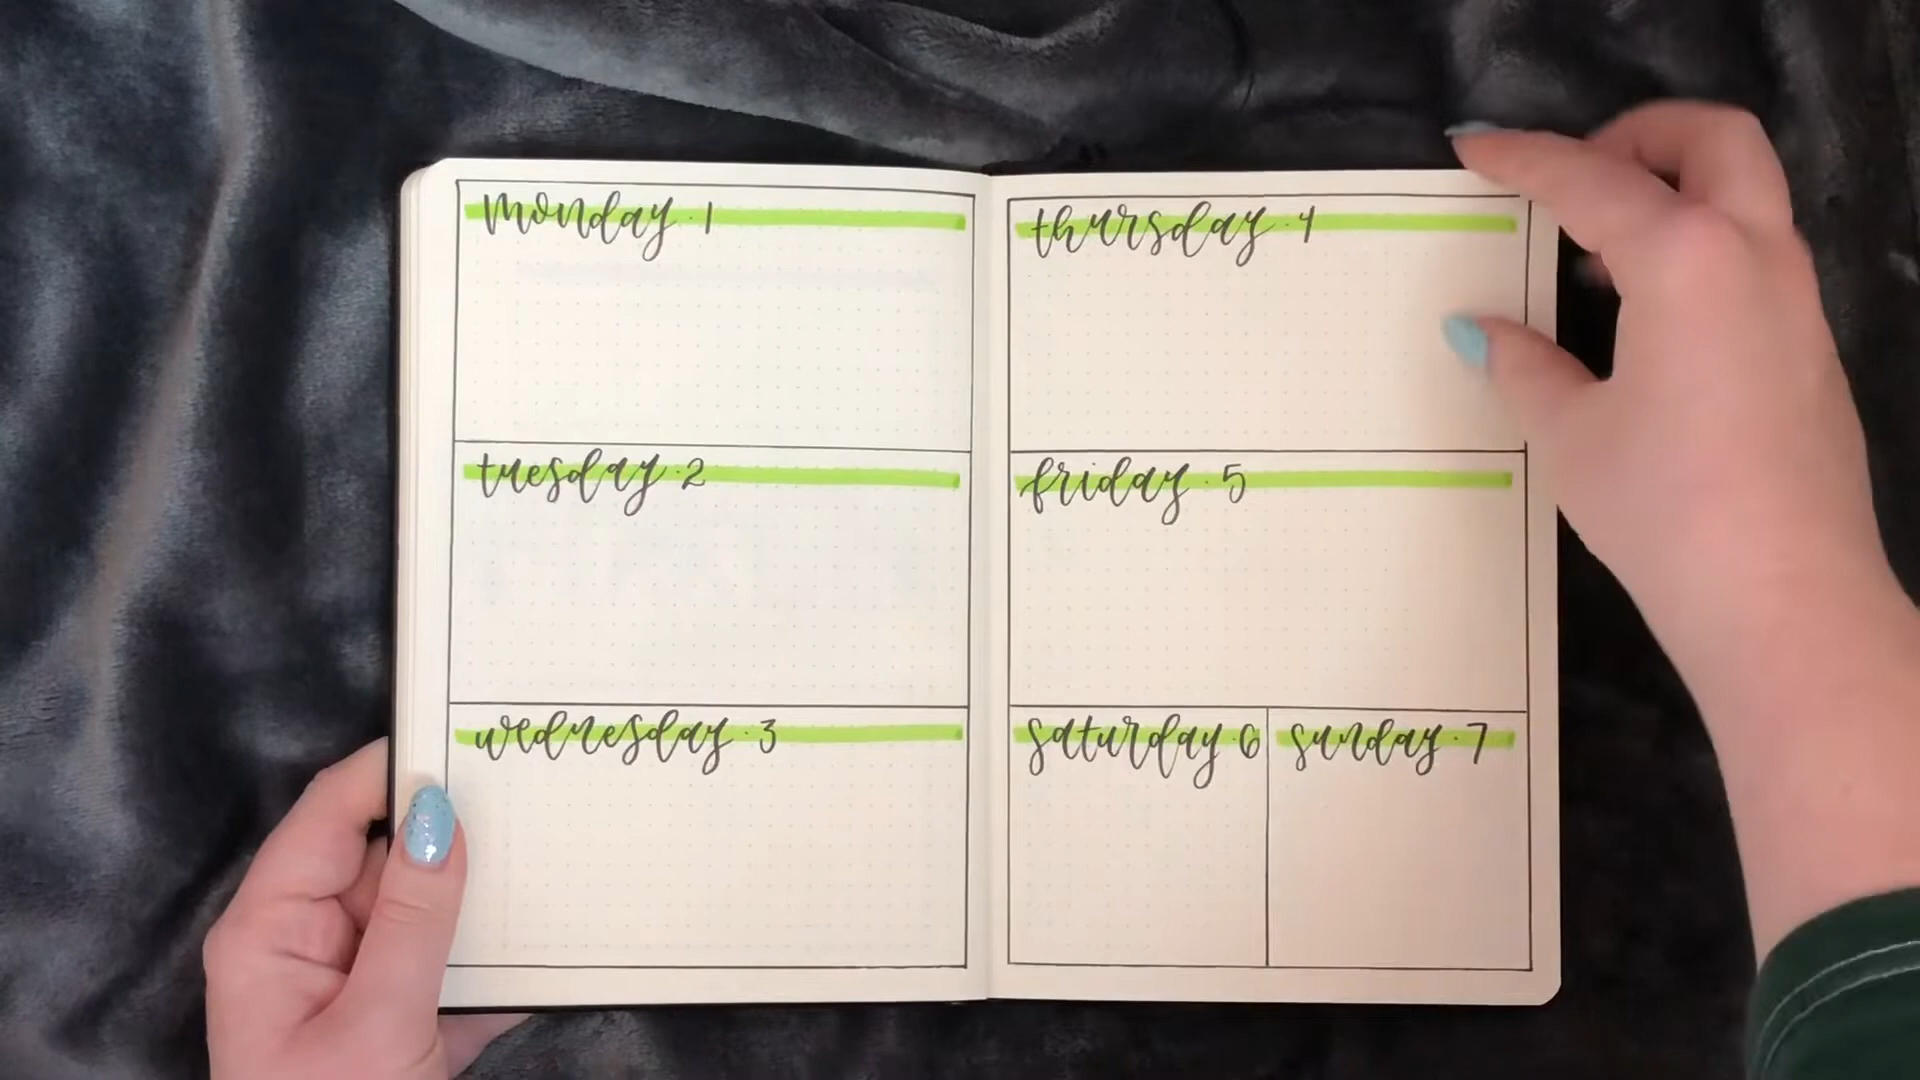 monday · 1
tuesday · 2
wednesday · 3
thursday · 4
friday · 5
saturday · 6
sunday · 7